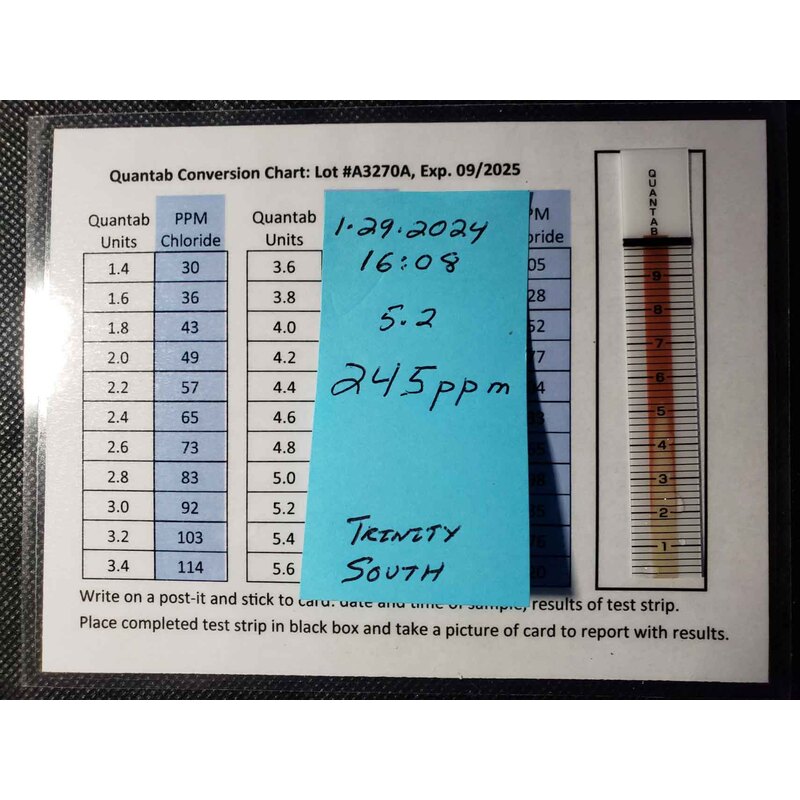 Quantab Conversion Chart: Lot #A3270A, Exp. 09/2025
Quantab Units PPM Chloride Quantab Units
1.4 30 3.6
1.6 36 3.8
1.8 43 4.0
2.0 49 4.2
2.2 57 4.4
2.4 65 4.6
2.6 73 4.8
2.8 83 5.0
3.0 92 5.2
3.2 103 5.4
3.4 114 5.6
1.29.2024
16:08
5.2
245ppm
TRINITY
SOUTH
QUANTAB
9
8
7
6
5
4
3
2
1
Write on a post-it and stick to card: date and time of sample, results of test strip.
Place completed test strip in black box and take a picture of card to report with results.